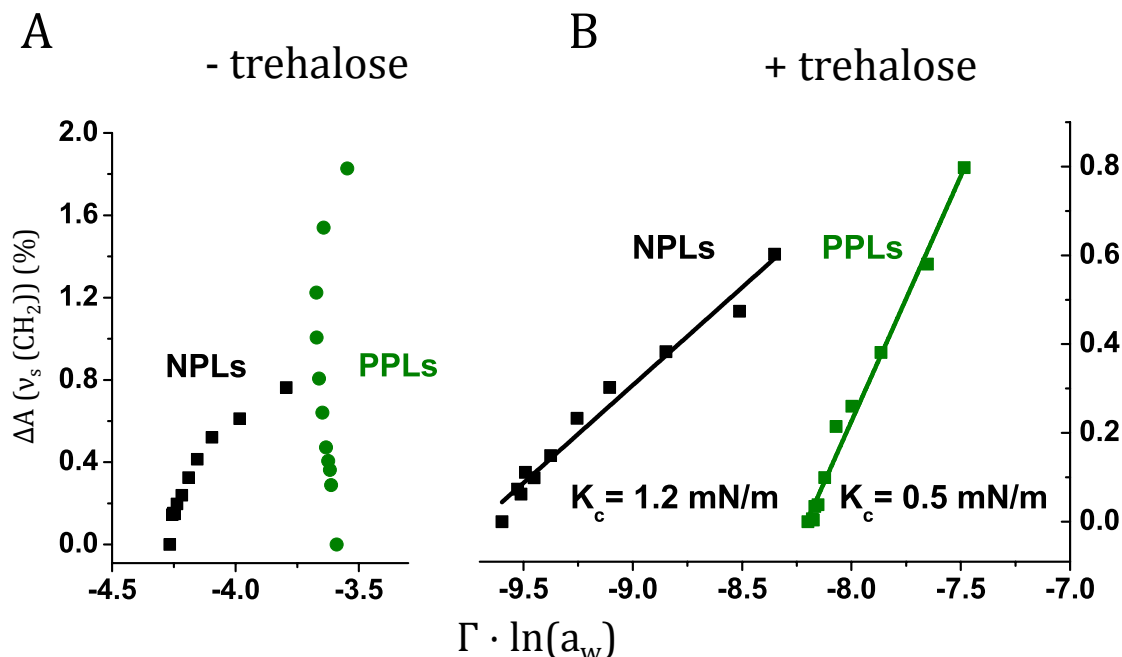 A
- trehalose
B
+ trehalose
ΔA (νs (CH2)) (%)
2.0
1.6
1.2
0.8
0.4
0.0
NPLs
PPLs
-4.5
-4.0
-3.5
NPLs
PPLs
Kc = 1.2 mN/m
Kc = 0.5 mN/m
0.8
0.6
0.4
0.2
0.0
-9.5
-9.0
-8.5
-8.0
-7.5
-7.0
Γ · ln(aw)